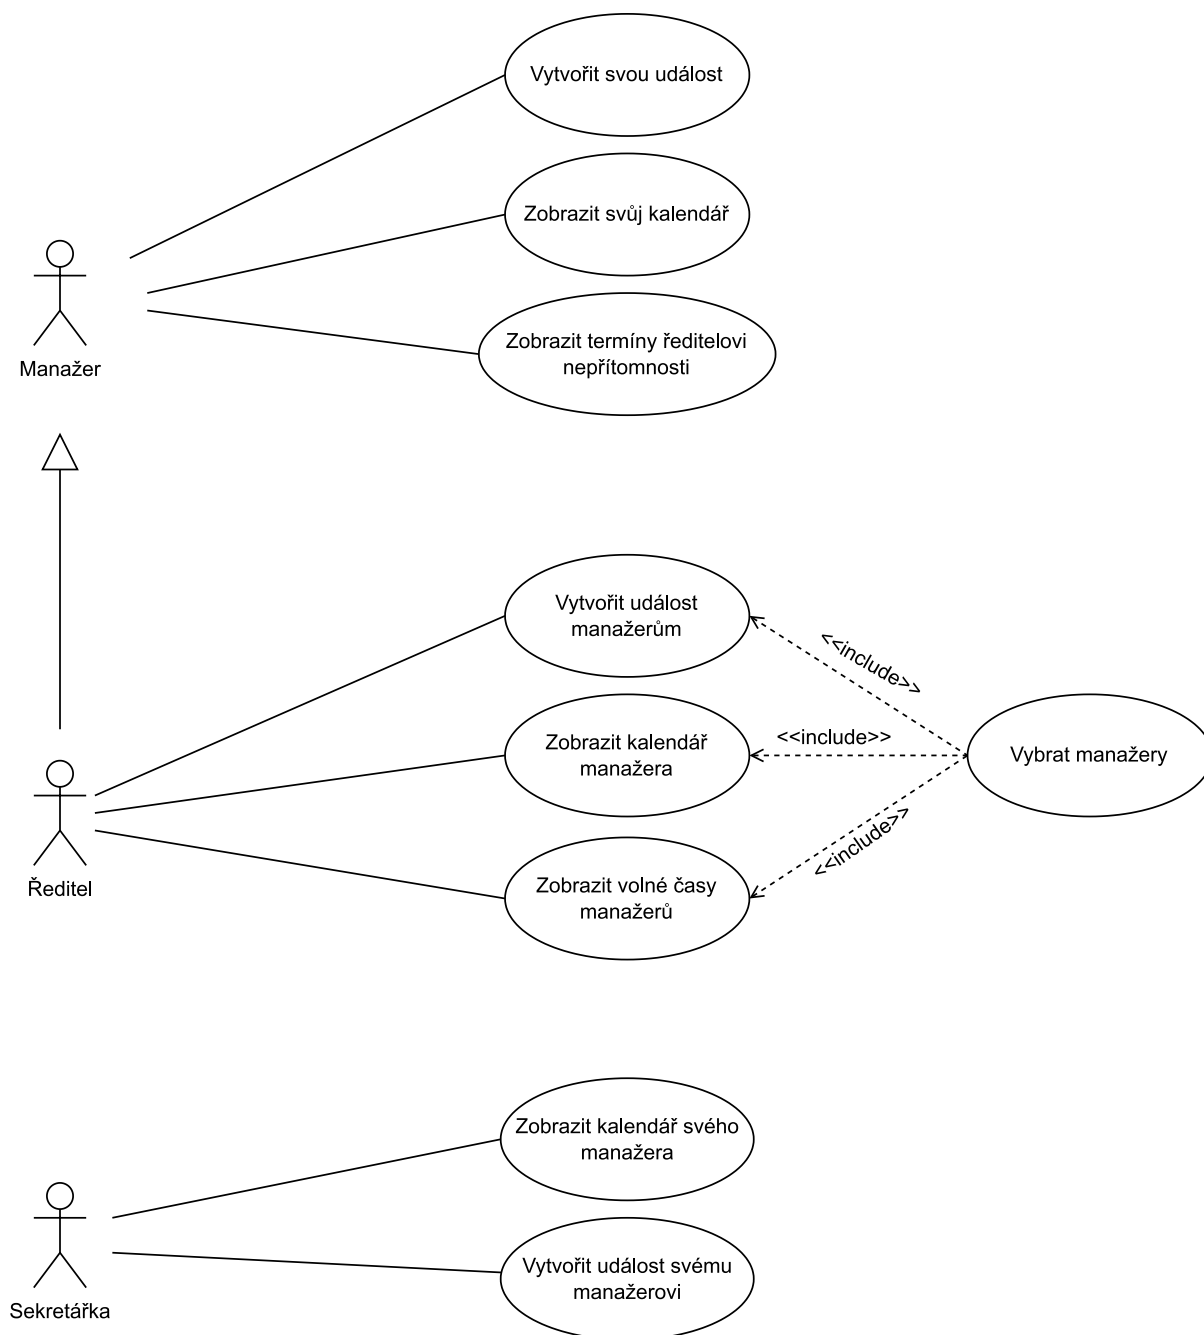 Vytvořit svou událost
Zobrazit svůj kalendář
Manažer
Zobrazit termíny ředitelovi
nepřítomnosti
Vytvořit událost
manažerům
<<include>>
Zobrazit kalendář
manažera
<<include>>
Vybrat manažery
<<include>>
Ředitel
Zobrazit volné časy
manažerů
Zobrazit kalendář svého
manažera
Vytvořit událost svému
manažerovi
Sekretářka